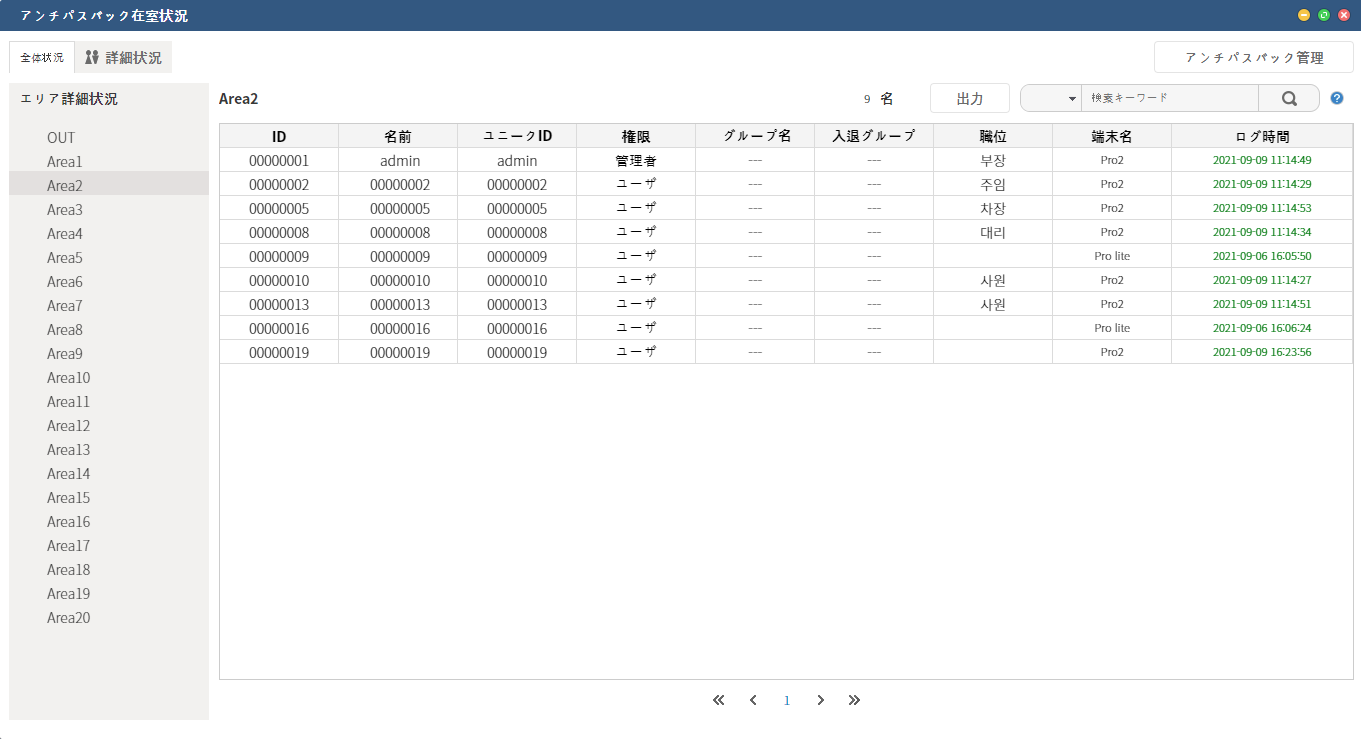 アンチパスバック在室状況
全体状況 詳細状況 アンチパスバック管理
エリア詳細状況
OUT
Area1
Area2
Area3
Area4
Area5
Area6
Area7
Area8
Area9
Area10
Area11
Area12
Area13
Area14
Area15
Area16
Area17
Area18
Area19
Area20
Area2 9 名 出力 検索キーワード
ID 名前 ユニークID 権限 グループ名 入退グループ 職位 端末名 ログ時間
00000001 admin admin 管理者 --- --- 부장 Pro2 2021-09-09 11:14:49
00000002 00000002 00000002 ユーザ --- --- 주임 Pro2 2021-09-09 11:14:29
00000005 00000005 00000005 ユーザ --- --- 차장 Pro2 2021-09-09 11:14:53
00000008 00000008 00000008 ユーザ --- --- 대리 Pro2 2021-09-09 11:14:34
00000009 00000009 00000009 ユーザ --- --- Pro lite 2021-09-06 16:05:50
00000010 00000010 00000010 ユーザ --- --- 사원 Pro2 2021-09-09 11:14:27
00000013 00000013 00000013 ユーザ --- --- 사원 Pro2 2021-09-09 11:14:51
00000016 00000016 00000016 ユーザ --- --- Pro lite 2021-09-06 16:06:24
00000019 00000019 00000019 ユーザ --- --- Pro2 2021-09-09 16:23:56
1